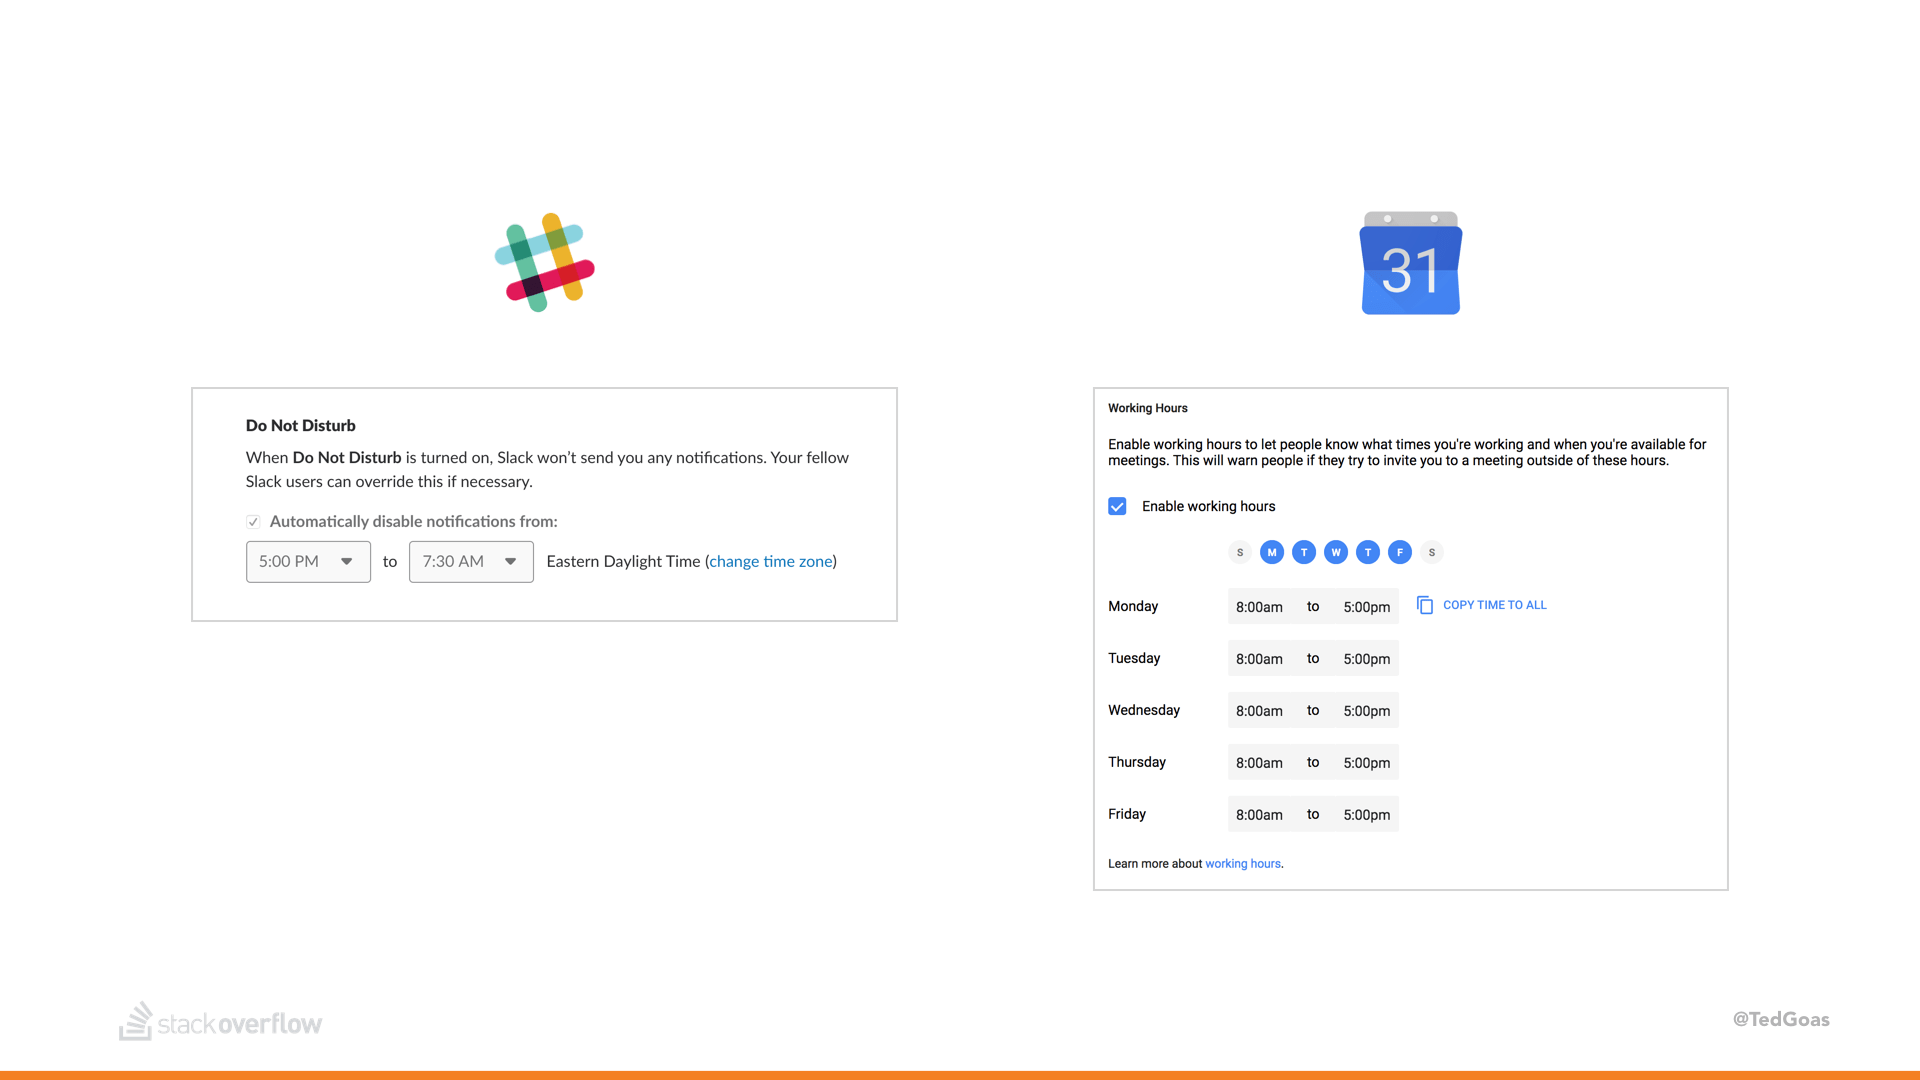 31
Do Not Disturb
When Do Not Disturb is turned on, Slack won’t send you any notifications. Your fellow
Slack users can override this if necessary.
Automatically disable notifications from:
5:00 PM to 7:30 AM Eastern Daylight Time (change time zone)
Working Hours
Enable working hours to let people know what times you're working and when you're available for
meetings. This will warn people if they try to invite you to a meeting outside of these hours.
Enable working hours
S M T W T F S
Monday 8:00am to 5:00pm COPY TIME TO ALL
Tuesday 8:00am to 5:00pm
Wednesday 8:00am to 5:00pm
Thursday 8:00am to 5:00pm
Friday 8:00am to 5:00pm
Learn more about working hours.
stackoverflow
@TedGoas